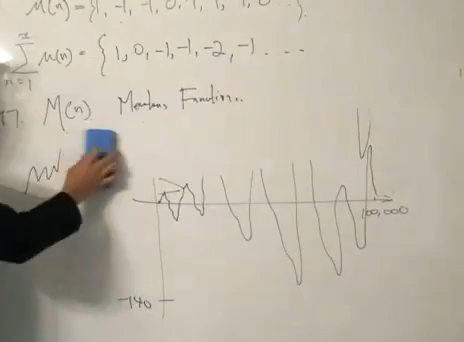 μ(n) = {1, -1, -1, 0, -1, 1, -1, 0 }.
x
∑ μ(n) = { 1, 0, -1, -1, -2, -1 . . . .
n=1
M(n) Function.
100,000
-140